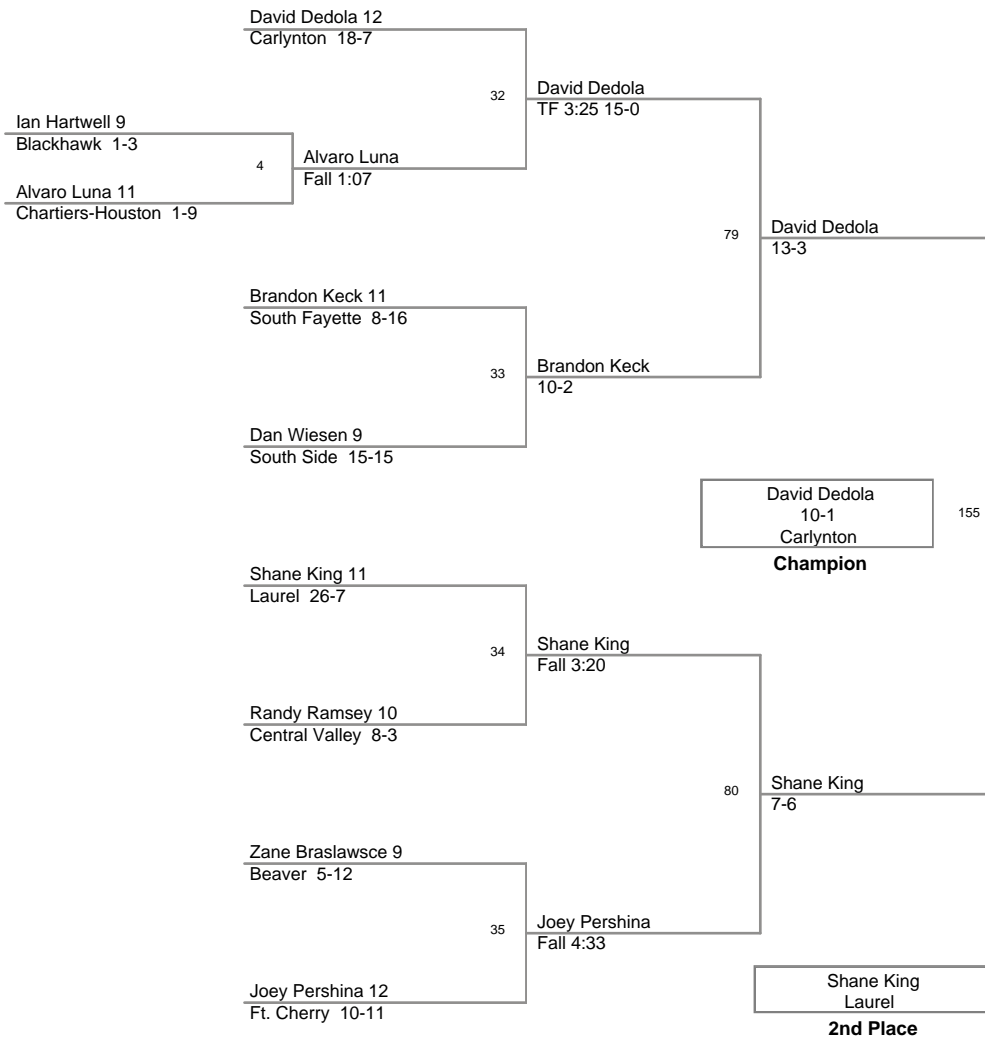 David Dedola 12
Carlynton 18-7
32
David Dedola
TF 3:25 15-0
Ian Hartwell 9
Blackhawk 1-3
4
Alvaro Luna
Fall 1:07
Alvaro Luna 11
Chartiers-Houston 1-9
79
David Dedola
13-3
Brandon Keck 11
South Fayette 8-16
33
Brandon Keck
10-2
Dan Wiesen 9
South Side 15-15
David Dedola
10-1
Carlynton
155
Champion
Shane King 11
Laurel 26-7
34
Shane King
Fall 3:20
Randy Ramsey 10
Central Valley 8-3
80
Shane King
7-6
Zane Braslawsce 9
Beaver 5-12
35
Joey Pershina
Fall 4:33
Joey Pershina 12
Ft. Cherry 10-11
Shane King
Laurel
2nd Place